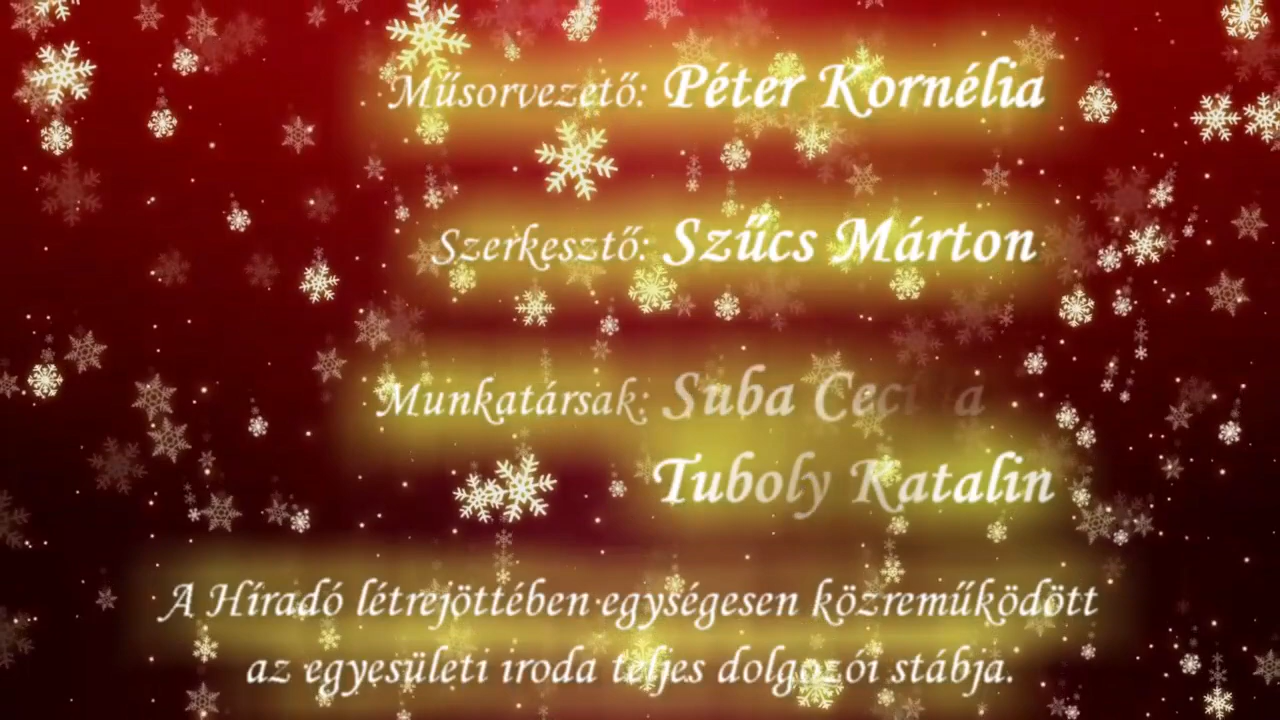 Műsorvezető: Péter Kornélia
Szerkesztő: Szűcs Márton
Munkatársak: Suba Cecília
Tuboly Katalin
A Híradó létrejöttében egységesen közreműködött
az egyesületi iroda teljes dolgozói stábja.